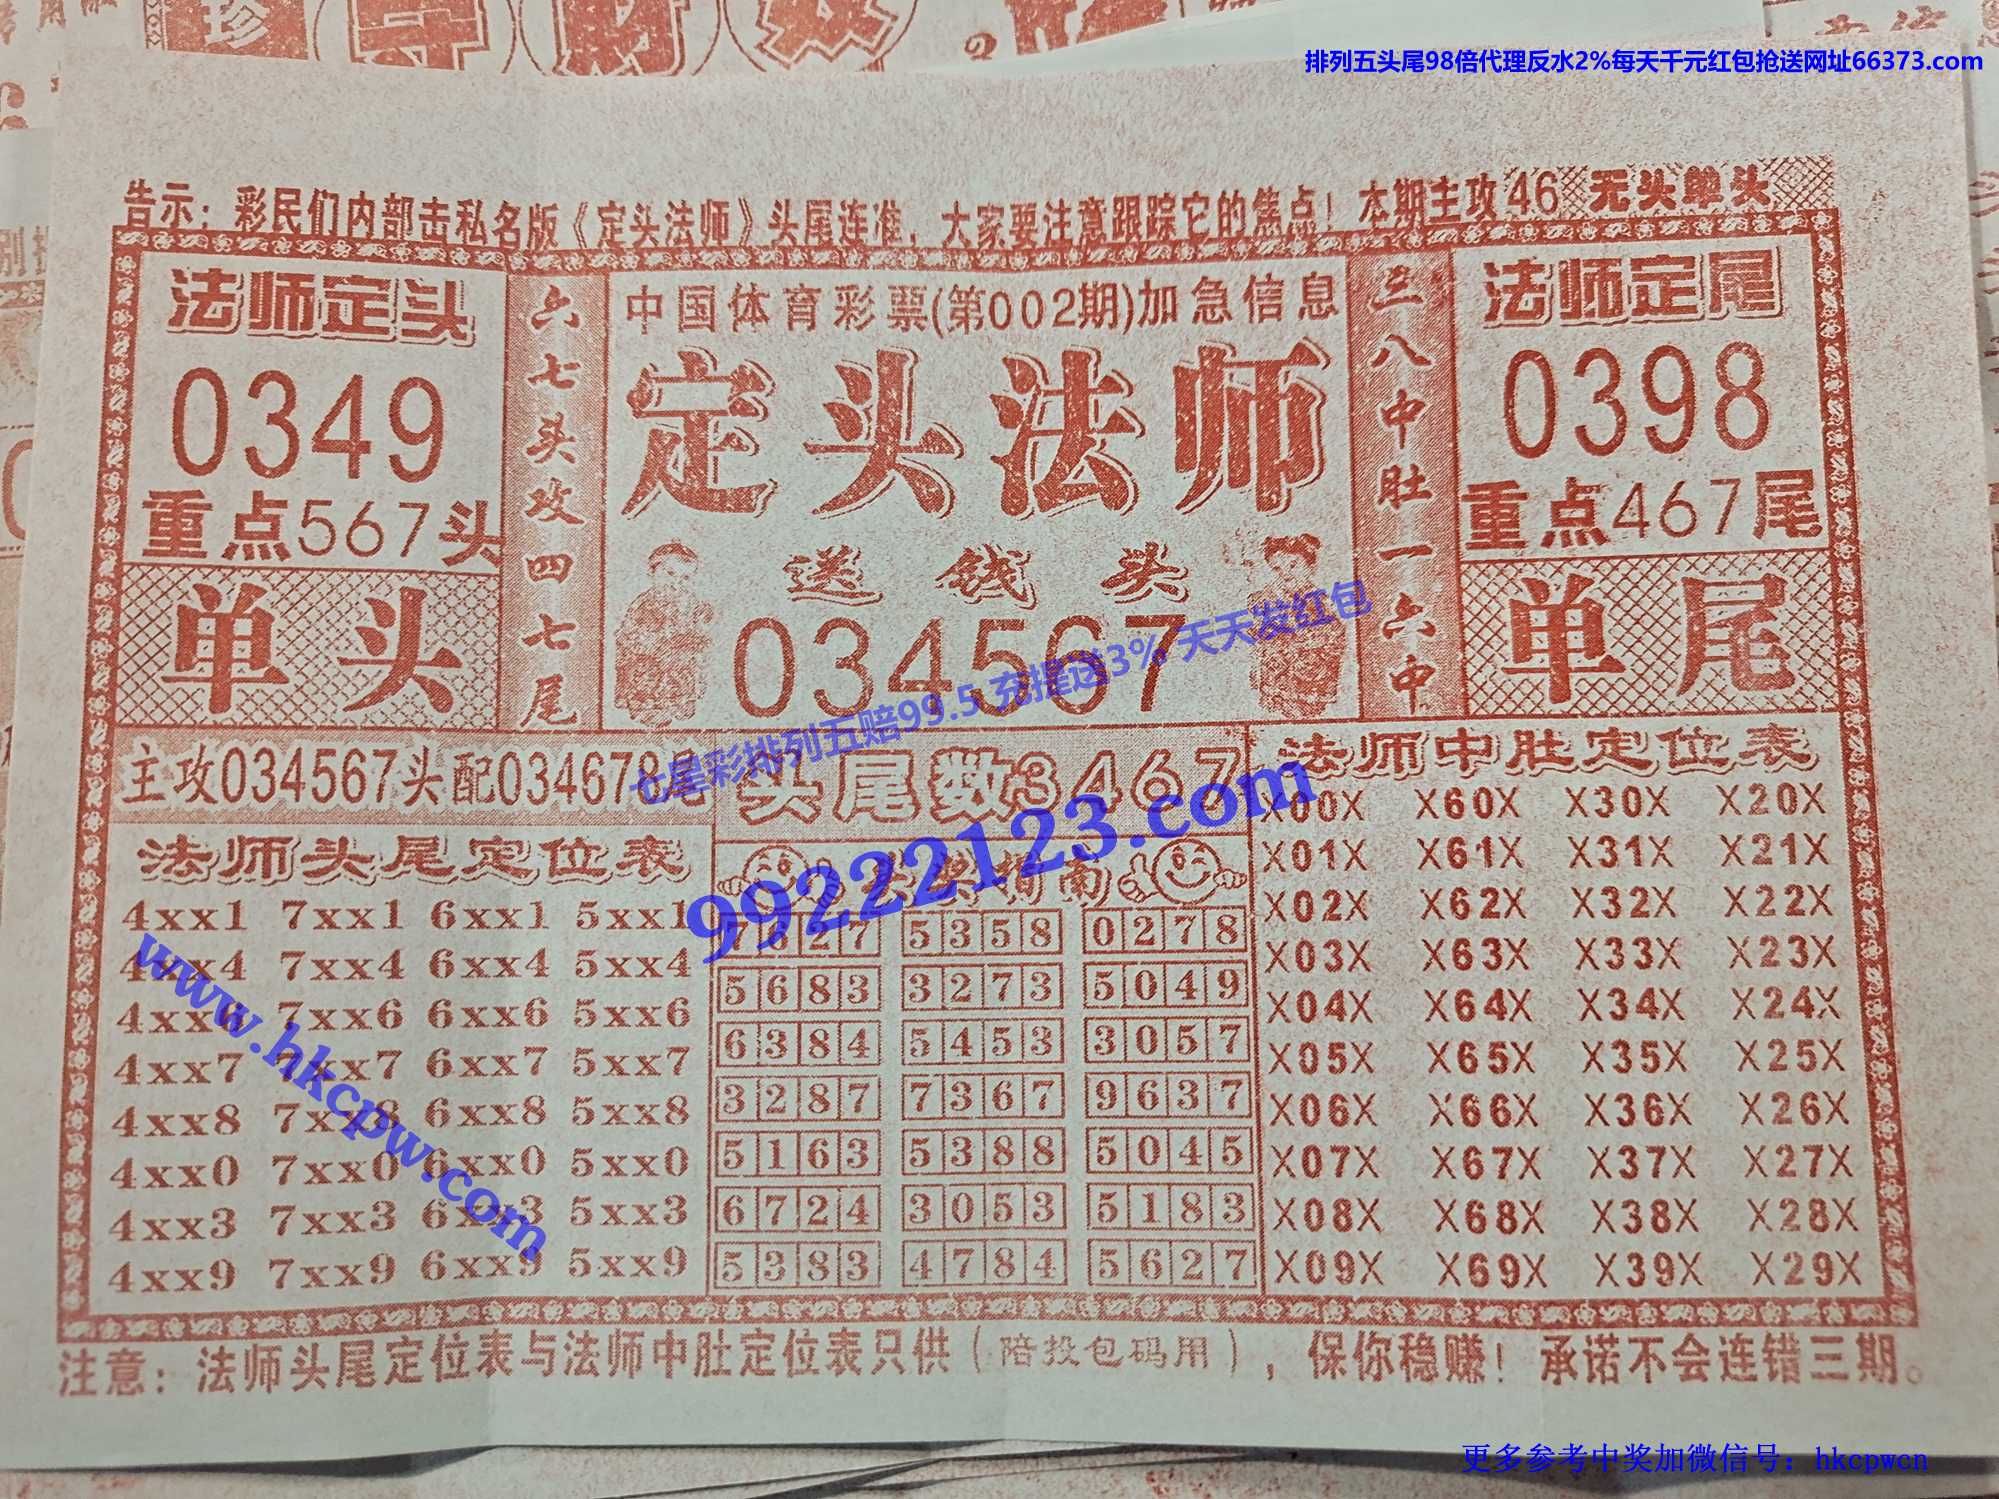 排列五头尾98倍代理反水2%每天千元红包抢送网址66373.com
告示：彩民们内部击私名版《定头法师》头尾连准，大家要注意跟踪它的焦点！本期主攻46 无头单头
法师定头
0349
重点567头
单头
六七头攻四七尾
中国体育彩票(第002期)加急信息
定头法师
送钱头
034567
三八中肚一六中
法师定尾
0398
重点467尾
单尾
七星彩排列五赔99.5 充提送3% 天天发红包
主攻034567头配034678尾
头尾数3467
99222123.com
法师头尾定位表
4xx1 7xx1 6xx1 5xx1
4xx4 7xx4 6xx4 5xx4
4xx6 7xx6 6xx6 5xx6
4xx7 7xx7 6xx7 5xx7
4xx8 7xx8 6xx8 5xx8
4xx0 7xx0 6xx0 5xx0
4xx3 7xx3 6xx3 5xx3
4xx9 7xx9 6xx9 5xx9
www.hkcpw.com
指南
7627 5358 0278
5683 3273 5049
6384 5453 3057
3287 7367 9637
5163 5388 5045
6724 3053 5183
5383 4784 5627
法师中肚定位表
X00X X60X X30X X20X
X01X X61X X31X X21X
X02X X62X X32X X22X
X03X X63X X33X X23X
X04X X64X X34X X24X
X05X X65X X35X X25X
X06X X66X X36X X26X
X07X X67X X37X X27X
X08X X68X X38X X28X
X09X X69X X39X X29X
注意：法师头尾定位表与法师中肚定位表只供（陪投包码用），保你稳赚！承诺不会连错三期。
更多参考中奖加微信号：hkcpwcn